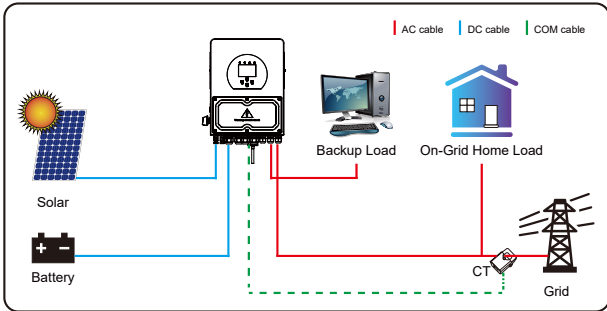 AC cable
DC cable
COM cable
Backup Load
On-Grid Home Load
Solar
Battery
CT
Grid